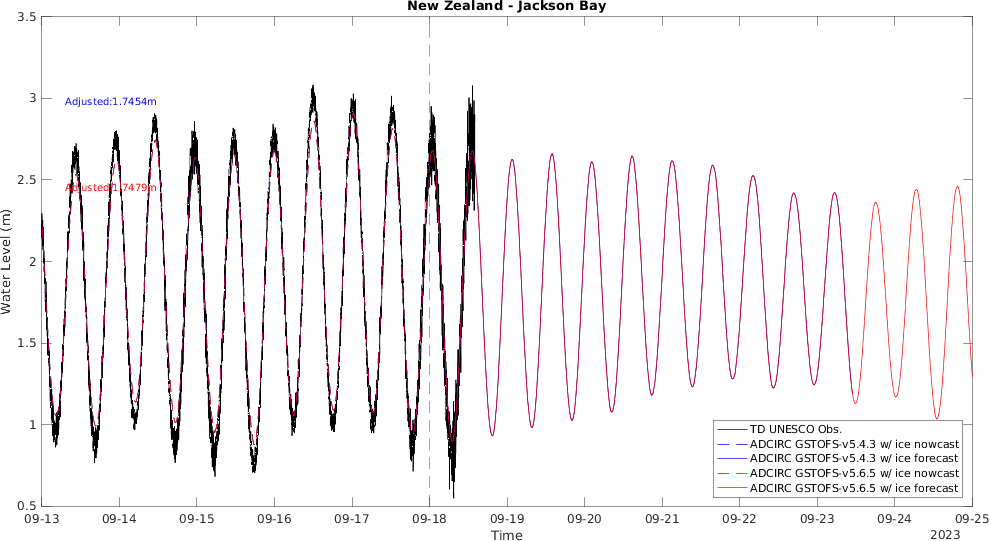 New Zealand - Jackson Bay
3.5
3
2.5
2
1.5
1
0.5
Water Level (m)
Adjusted:1.7454m
Adjusted:1.7479m
TD UNESCO Obs.
ADCIRC GSTOFS-v5.4.3 w/ ice nowcast
ADCIRC GSTOFS-v5.4.3 w/ ice forecast
ADCIRC GSTOFS-v5.6.5 w/ ice nowcast
ADCIRC GSTOFS-v5.6.5 w/ ice forecast
09-13 09-14 09-15 09-16 09-17 09-18 09-19 09-20 09-21 09-22 09-23 09-24 09-25
Time
2023